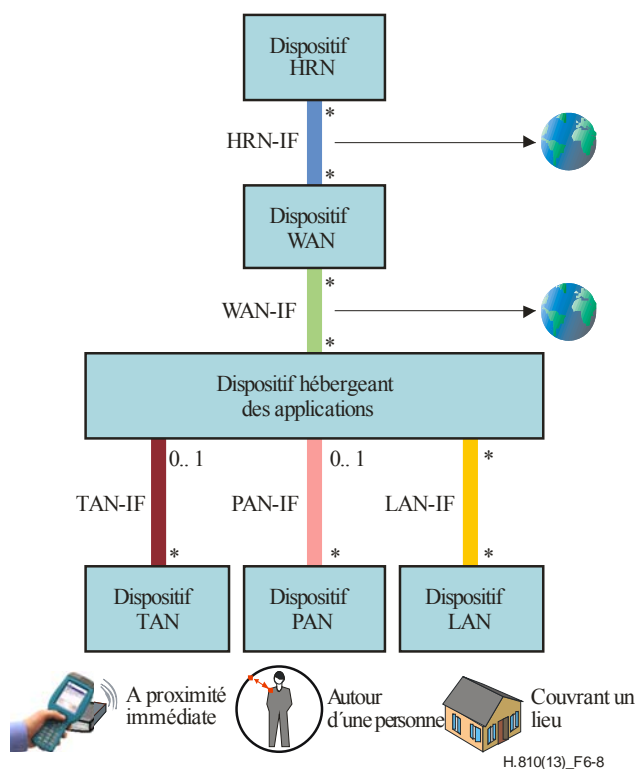 Dispositif
HRN
*
HRN-IF
*
Dispositif
WAN
*
WAN-IF
*
Dispositif hébergeant
des applications
0.. 1
0.. 1
*
TAN-IF
PAN-IF
LAN-IF
*
*
*
Dispositif
TAN
Dispositif
PAN
Dispositif
LAN
A proximité
immédiate
Autour
d´une personne
Couvrant un
lieu
H.810(13)_F6-8